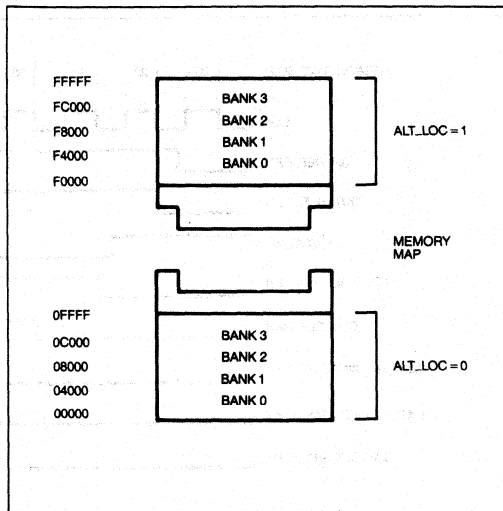 FFFFF
BANK 3
FC000
BANK 2
F8000
BANK 1
F4000
BANK 0
F0000
ALT_LOC = 1
MEMORY
MAP
0FFFF
BANK 3
0C000
BANK 2
08000
BANK 1
04000
BANK 0
00000
ALT_LOC = 0